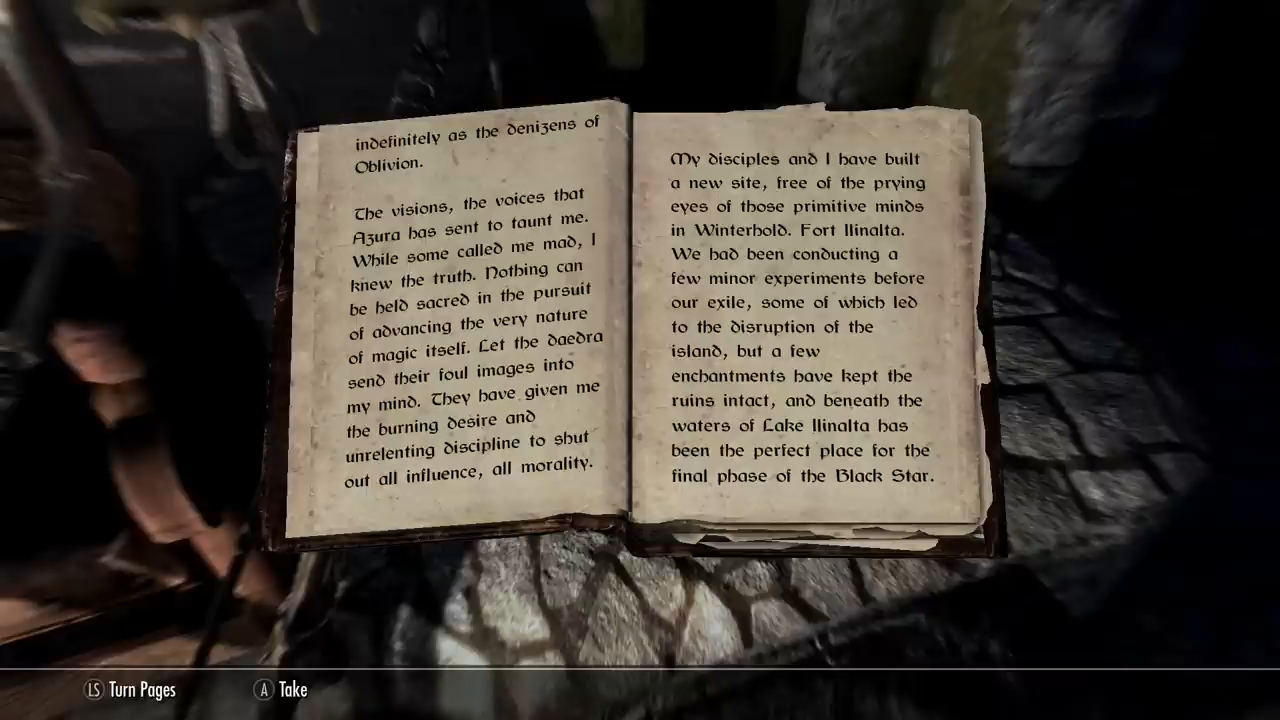 indefinitely as the denizens of
Oblivion.
The visions, the voices that
Azura has sent to taunt me.
While some called me mad, I
knew the truth. Nothing can
be held sacred in the pursuit
of advancing the very nature
of magic itself. Let the daedra
send their foul images into
my mind. They have given me
the burning desire and
unrelenting discipline to shut
out all influence, all morality.
My disciples and I have built
a new site, free of the prying
eyes of those primitive minds
in Winterhold. Fort Ilinalta.
We had been conducting a
few minor experiments before
our exile, some of which led
to the disruption of the
island, but a few
enchantments have kept the
ruins intact, and beneath the
waters of Lake Ilinalta has
been the perfect place for the
final phase of the Black Star.
LS Turn Pages
A Take